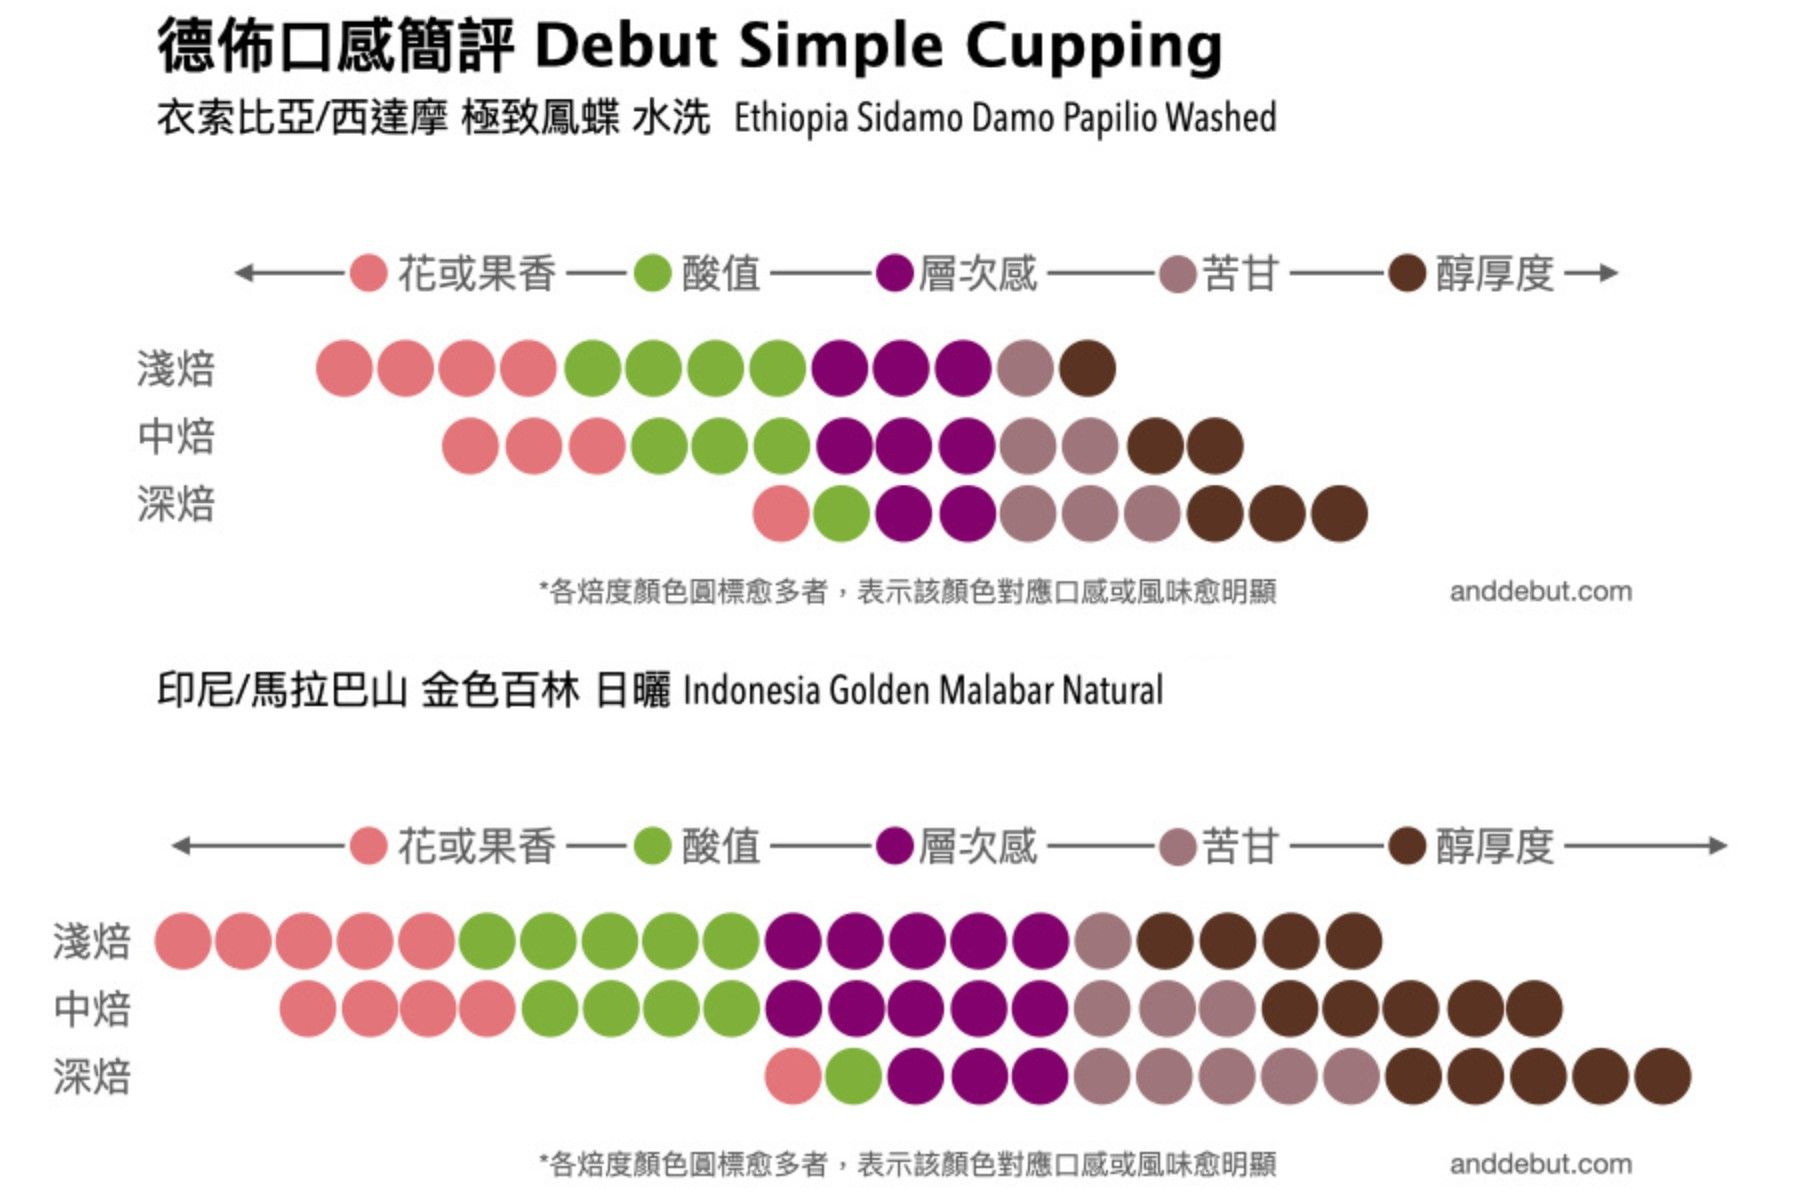 德佈口感簡評 Debut Simple Cupping
衣索比亞/西達摩 極致鳳蝶 水洗 Ethiopia Sidamo Damo Papilio Washed
花或果香 酸值 層次感 苦甘 醇厚度
淺焙
中焙
深焙
*各焙度顏色圓標愈多者，表示該顏色對應口感或風味愈明顯 anddebut.com
印尼/馬拉巴山 金色百林 日曬 Indonesia Golden Malabar Natural
花或果香 酸值 層次感 苦甘 醇厚度
淺焙
中焙
深焙
*各焙度顏色圓標愈多者，表示該顏色對應口感或風味愈明顯 anddebut.com